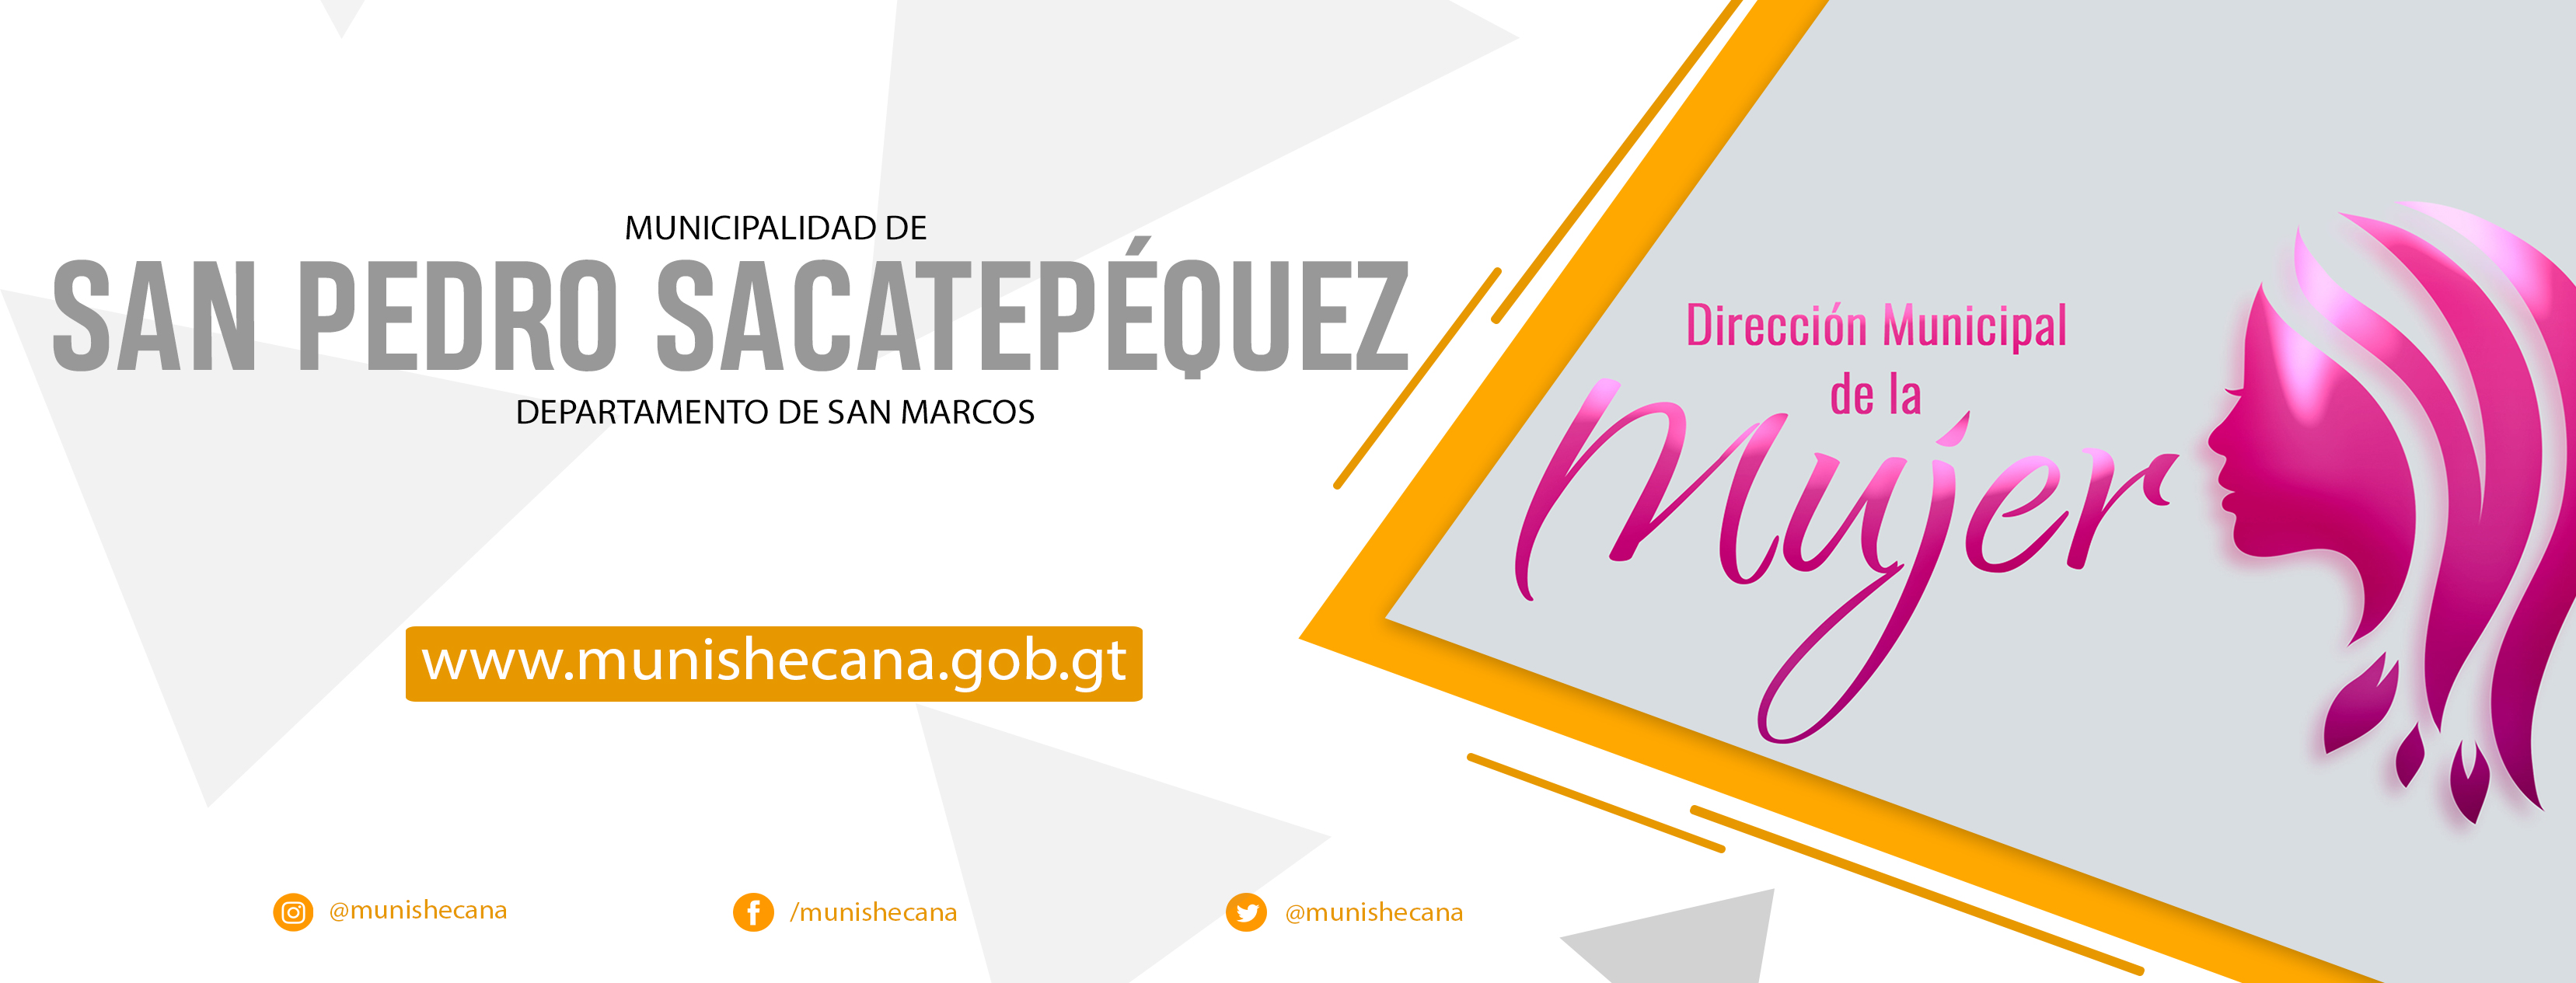 MUNICIPALIDAD DE
SAN PEDRO SACATEPÉQUEZ
DEPARTAMENTO DE SAN MARCOS
www.munishecana.gob.gt
@munishecana
/munishecana
@munishecana
Dirección Municipal
de la
Mujer